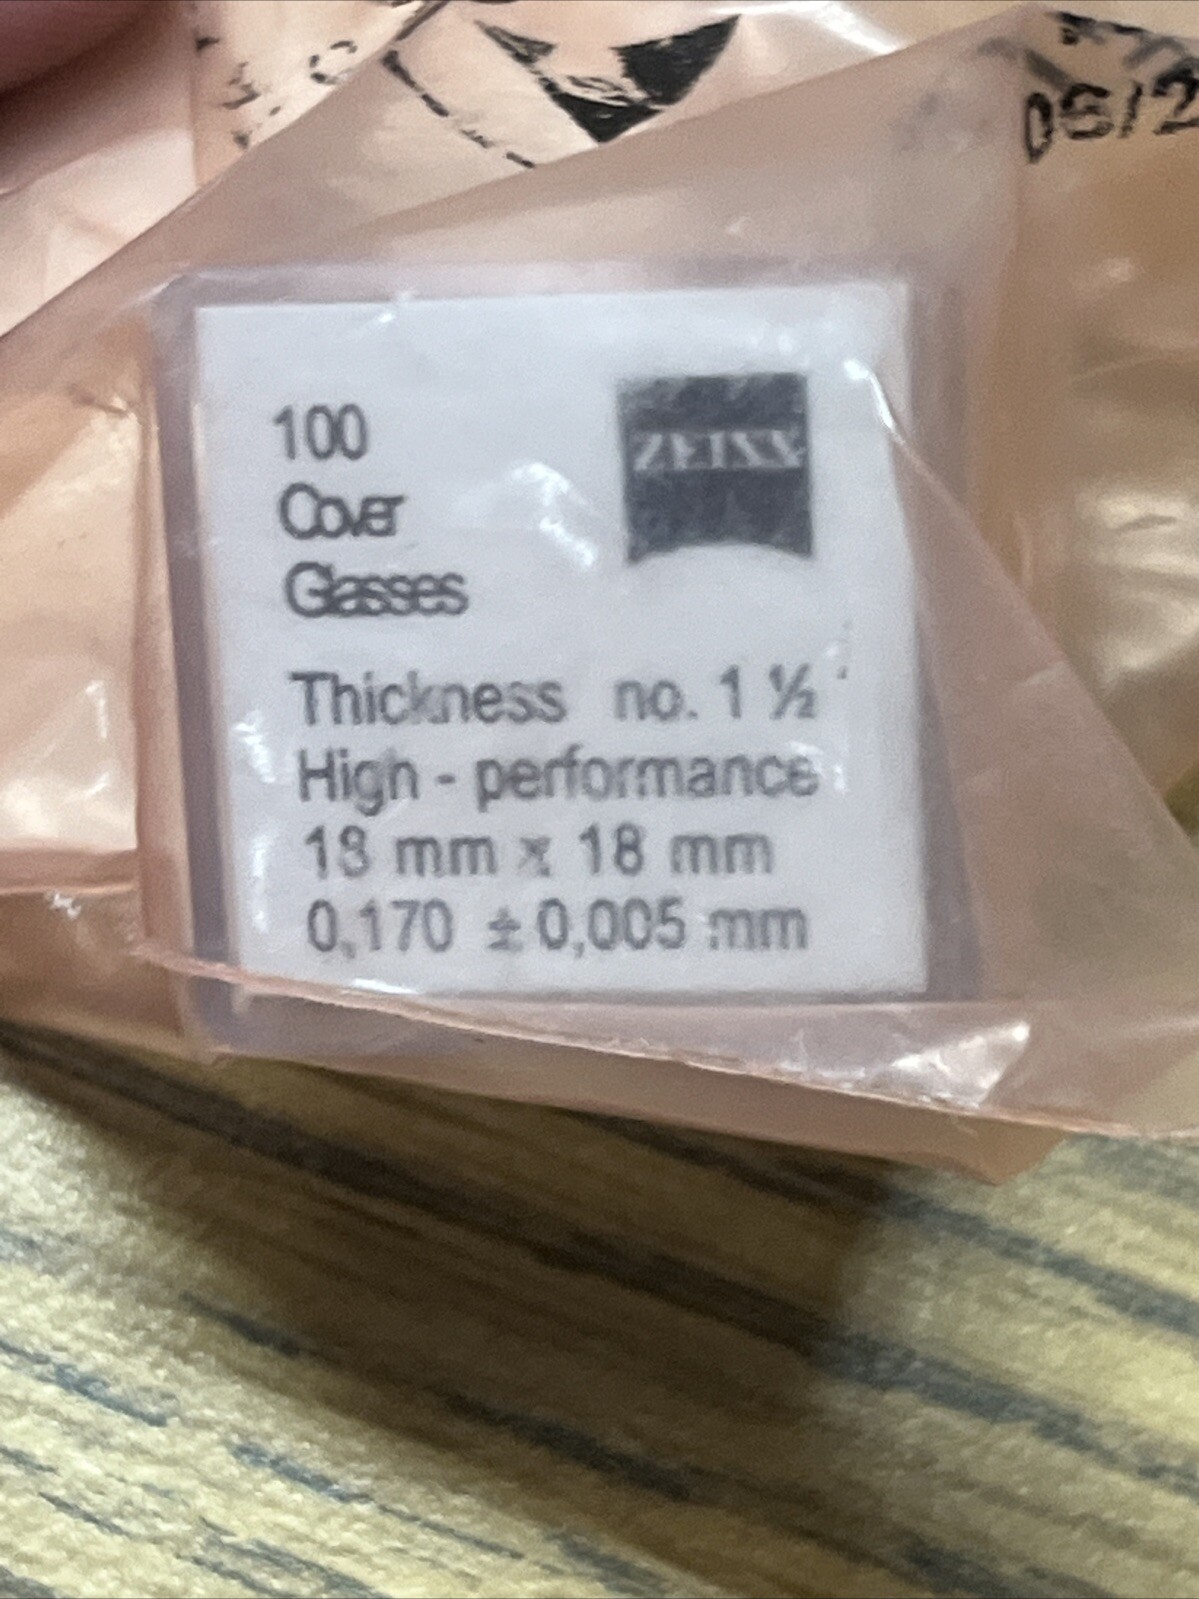 06/2
100
Cover
Glasses
ZEISS
Thickness no. 1 ½
High - performance
18 mm x 18 mm
0,170 ± 0,005 mm